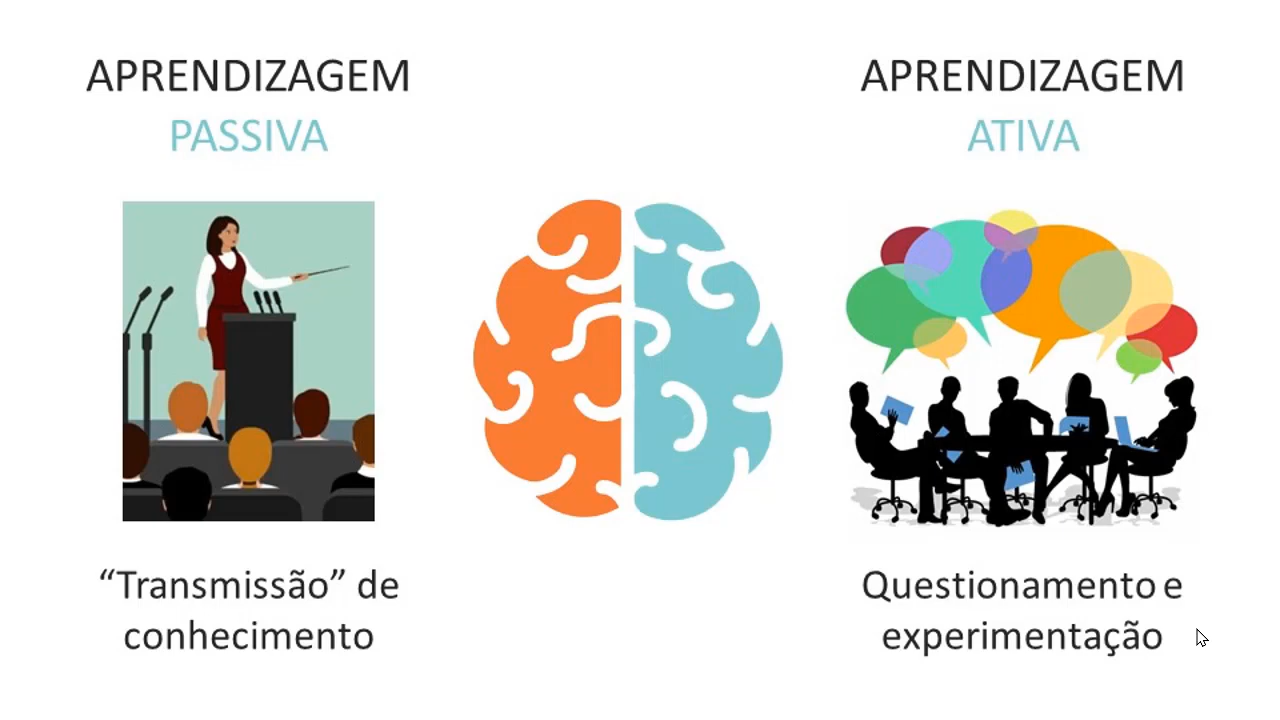 APRENDIZAGEM
PASSIVA
“Transmissão” de
conhecimento
APRENDIZAGEM
ATIVA
Questionamento e
experimentação